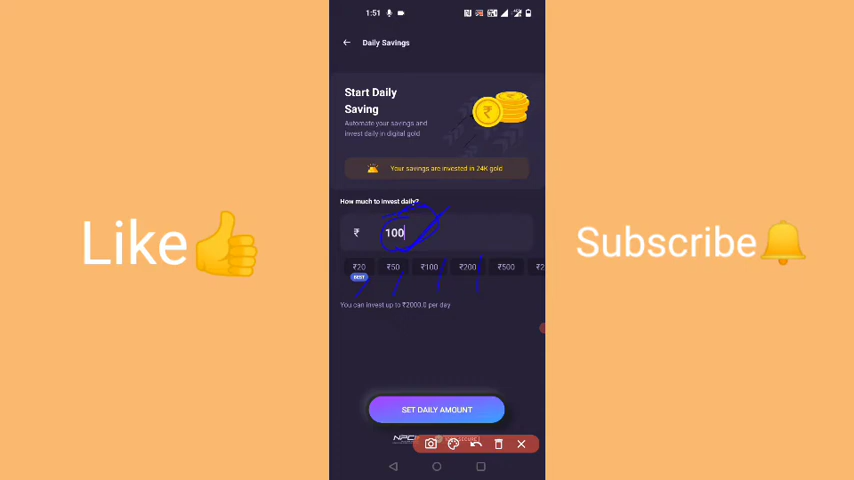 1:51
Daily Savings
Start Daily
Saving
Automate your savings and
invest daily in digital gold
Your savings are invested in 24K gold
How much to invest daily?
₹ 100
₹20 ₹50 ₹100 ₹200 ₹500
BEST
You can invest up to ₹2000.0 per day
SET DAILY AMOUNT
NPCI
Like
Subscribe